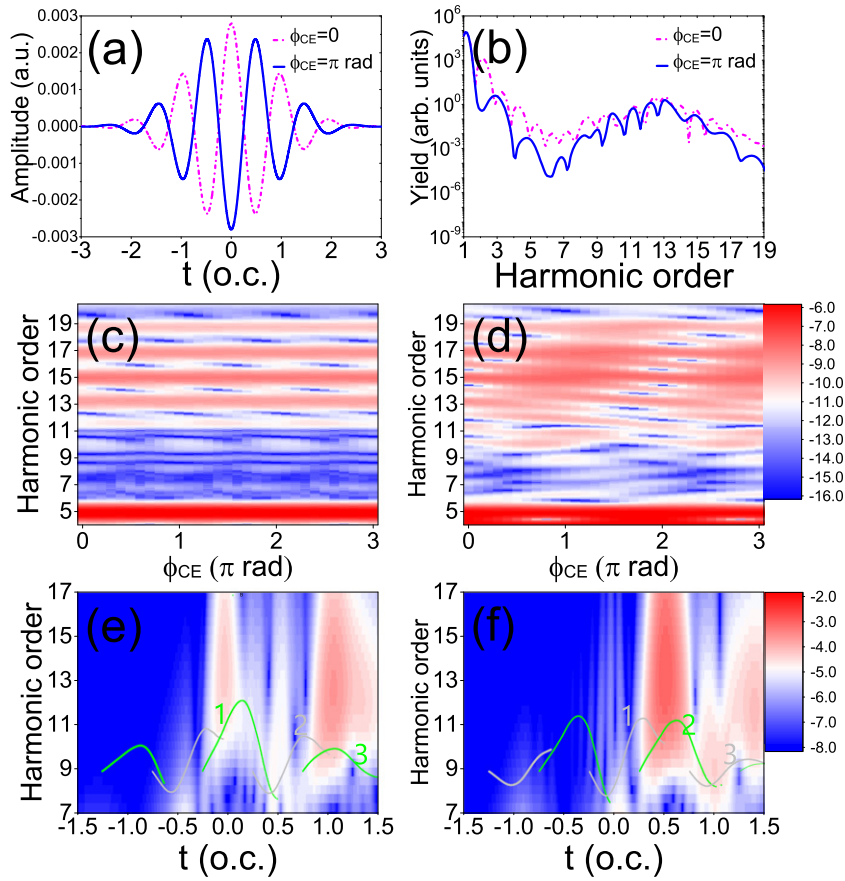 (a)
Amplitude (a.u.)
0.003
0.002
0.001
0.000
-0.001
-0.002
-0.003
ϕCE=0
ϕCE=π rad
-3 -2 -1 0 1 2 3
t (o.c.)
(b)
Yield (arb. units)
10^6
10^3
10^0
10^-3
10^-6
10^-9
ϕCE=0
ϕCE=π rad
1 3 5 7 9 11 13 15 17 19
Harmonic order
(c)
Harmonic order
19
17
15
13
11
9
7
5
0 1 2 3
ϕCE (π rad)
(d)
Harmonic order
19
17
15
13
11
9
7
5
0 1 2 3
ϕCE (π rad)
-6.0
-7.0
-8.0
-9.0
-10.0
-11.0
-12.0
-13.0
-14.0
-15.0
-16.0
(e)
Harmonic order
17
15
13
11
9
7
1
2
3
-1.5 -1.0 -0.5 0.0 0.5 1.0 1.5
t (o.c.)
(f)
Harmonic order
17
15
13
11
9
7
1
2
3
-1.5 -1.0 -0.5 0.0 0.5 1.0 1.5
t (o.c.)
-2.0
-3.0
-4.0
-5.0
-6.0
-7.0
-8.0